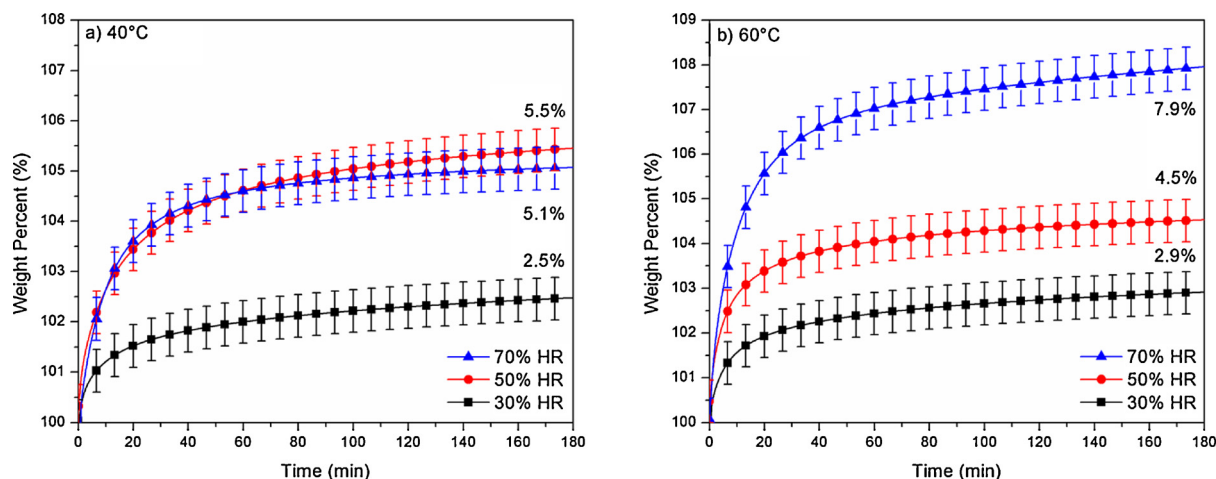 a) 40°C
108
107
106
105
104
103
102
101
100
Weight Percent (%)
5.5%
5.1%
2.5%
70% HR
50% HR
30% HR
0 20 40 60 80 100 120 140 160 180
Time (min)
b) 60°C
108
107
106
105
104
103
102
101
100
Weight Percent (%)
7.9%
4.5%
2.9%
70% HR
50% HR
30% HR
0 20 40 60 80 100 120 140 160 180
Time (min)